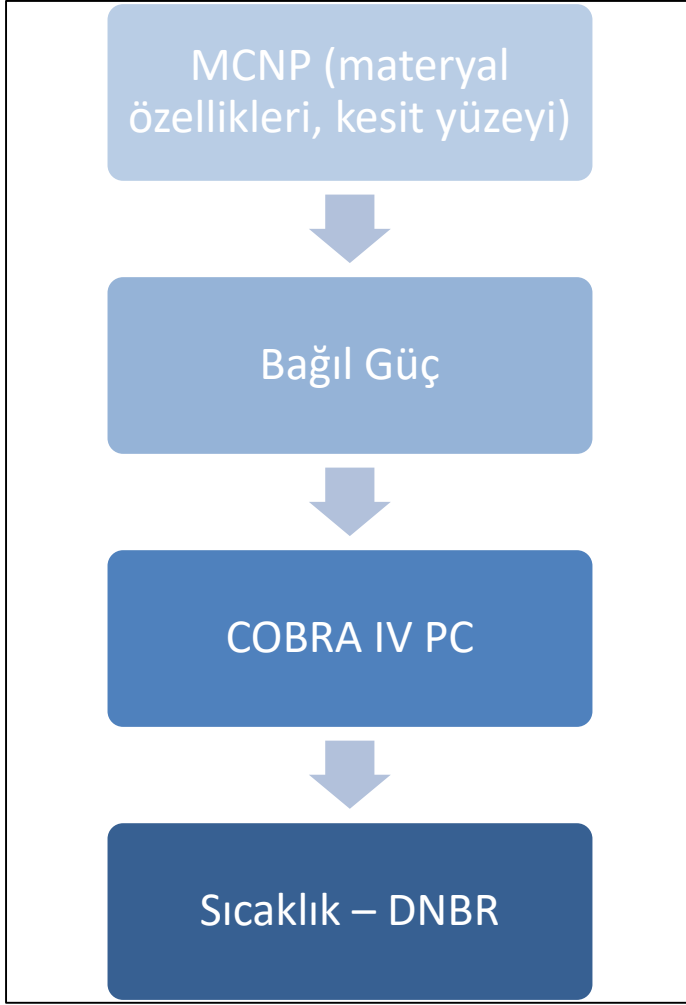 MCNP (materyal
özellikleri, kesit yüzeyi)
Bağıl Güç
COBRA IV PC
Sıcaklık – DNBR